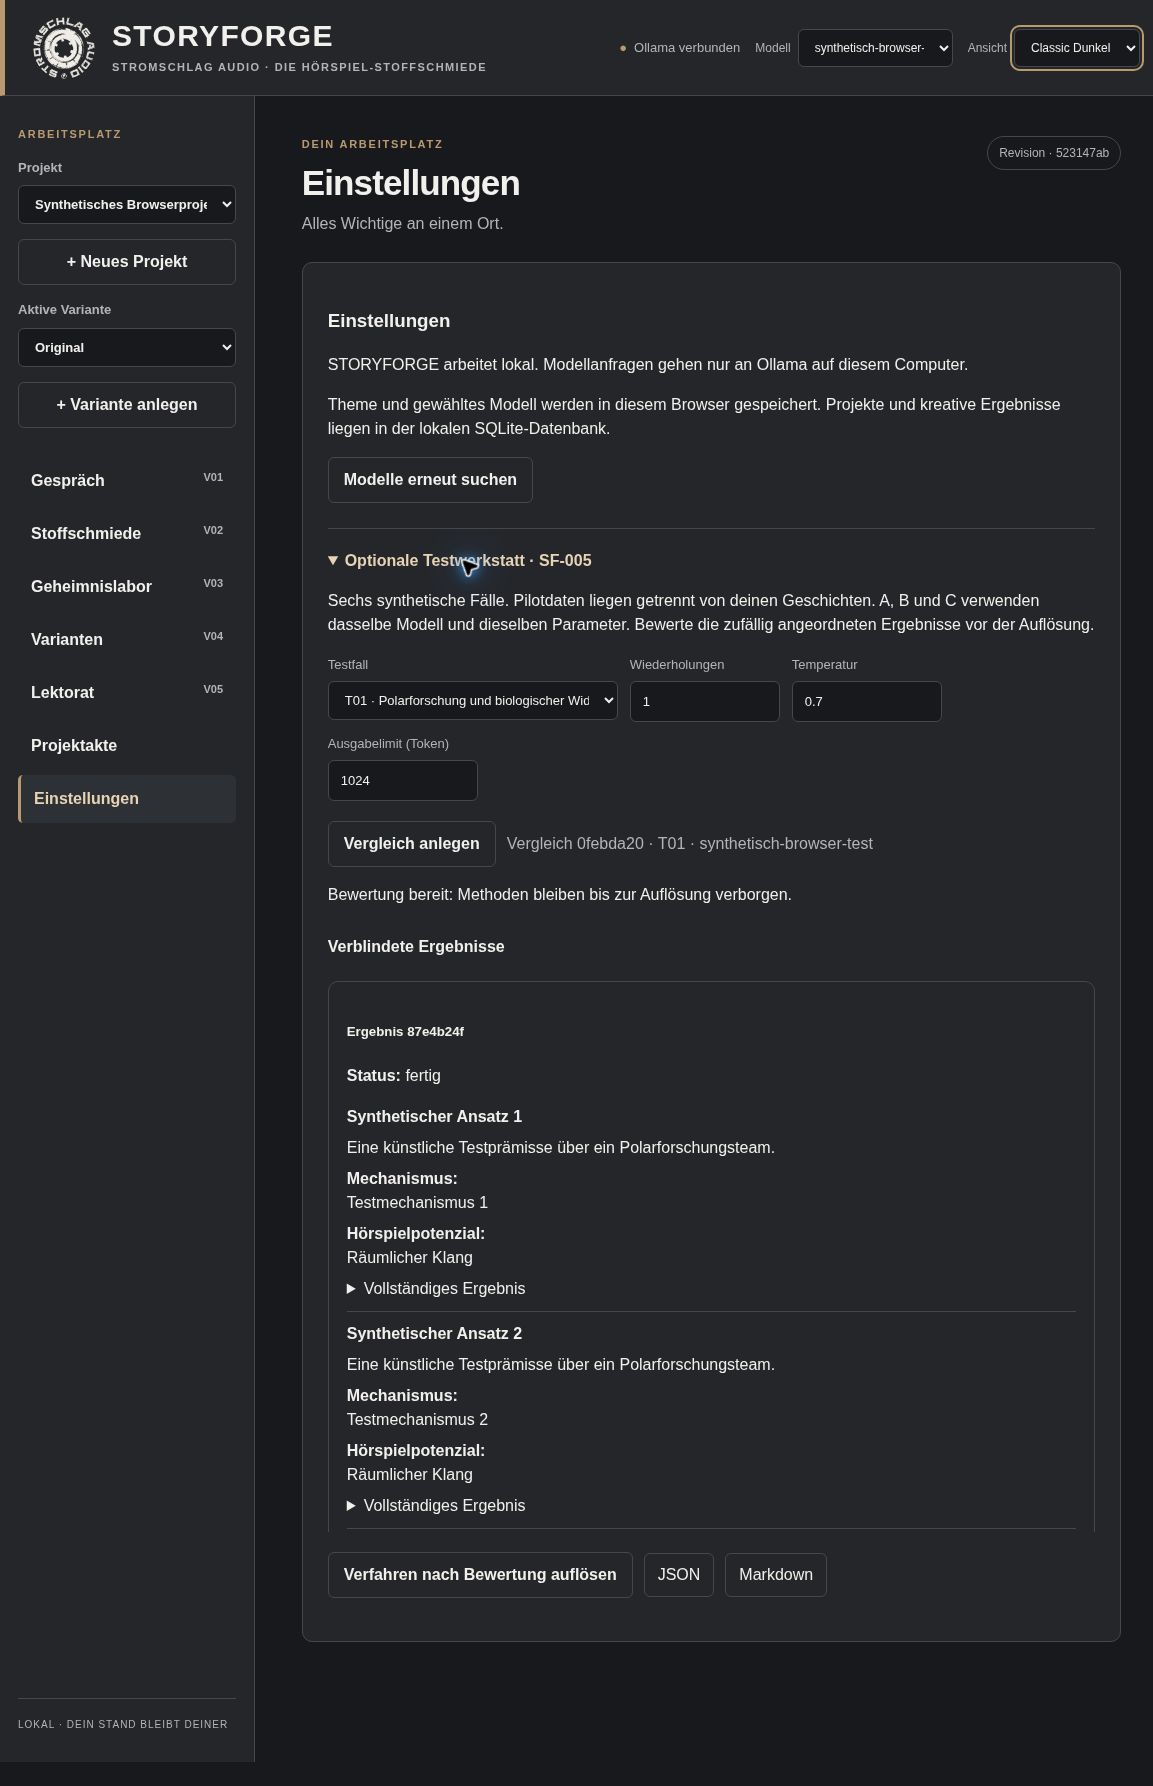 STROMSCHLAG AUDIO
STORYFORGE
STROMSCHLAG AUDIO · DIE HÖRSPIEL-STOFFSCHMIEDE
● Ollama verbunden
Modell
synthetisch-browser-
Ansicht
Classic Dunkel
ARBEITSPLATZ
Projekt
Synthetisches Browserproje
+ Neues Projekt
Aktive Variante
Original
+ Variante anlegen
Gespräch V01
Stoffschmiede V02
Geheimnislabor V03
Varianten V04
Lektorat V05
Projektakte
Einstellungen
LOKAL · DEIN STAND BLEIBT DEINER
DEIN ARBEITSPLATZ
Einstellungen
Alles Wichtige an einem Ort.
Revision · 523147ab
Einstellungen
STORYFORGE arbeitet lokal. Modellanfragen gehen nur an Ollama auf diesem Computer.
Theme und gewähltes Modell werden in diesem Browser gespeichert. Projekte und kreative Ergebnisse
liegen in der lokalen SQLite-Datenbank.
Modelle erneut suchen
▼ Optionale Testwerkstatt · SF-005
Sechs synthetische Fälle. Pilotdaten liegen getrennt von deinen Geschichten. A, B und C verwenden
dasselbe Modell und dieselben Parameter. Bewerte die zufällig angeordneten Ergebnisse vor der Auflösung.
Testfall
T01 · Polarforschung und biologischer Wid
Wiederholungen
1
Temperatur
0.7
Ausgabelimit (Token)
1024
Vergleich anlegen
Vergleich 0febda20 · T01 · synthetisch-browser-test
Bewertung bereit: Methoden bleiben bis zur Auflösung verborgen.
Verblindete Ergebnisse
Ergebnis 87e4b24f
Status: fertig
Synthetischer Ansatz 1
Eine künstliche Testprämisse über ein Polarforschungsteam.
Mechanismus:
Testmechanismus 1
Hörspielpotenzial:
Räumlicher Klang
▶ Vollständiges Ergebnis
Synthetischer Ansatz 2
Eine künstliche Testprämisse über ein Polarforschungsteam.
Mechanismus:
Testmechanismus 2
Hörspielpotenzial:
Räumlicher Klang
▶ Vollständiges Ergebnis
Verfahren nach Bewertung auflösen
JSON
Markdown